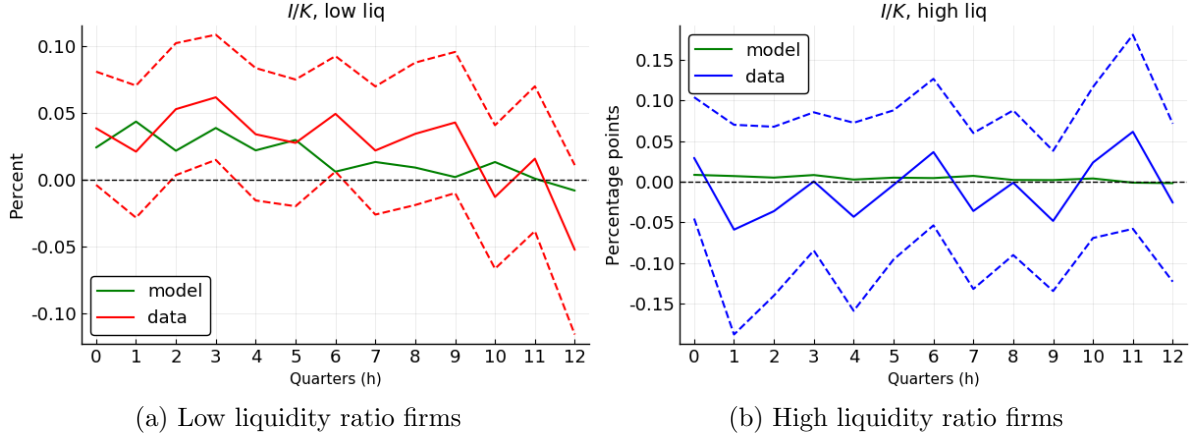 I/K, low liq
Percent
0.10
0.05
0.00
-0.05
-0.10
model
data
0 1 2 3 4 5 6 7 8 9 10 11 12
Quarters (h)
(a) Low liquidity ratio firms
I/K, high liq
Percentage points
0.15
0.10
0.05
0.00
-0.05
-0.10
-0.15
model
data
0 1 2 3 4 5 6 7 8 9 10 11 12
Quarters (h)
(b) High liquidity ratio firms